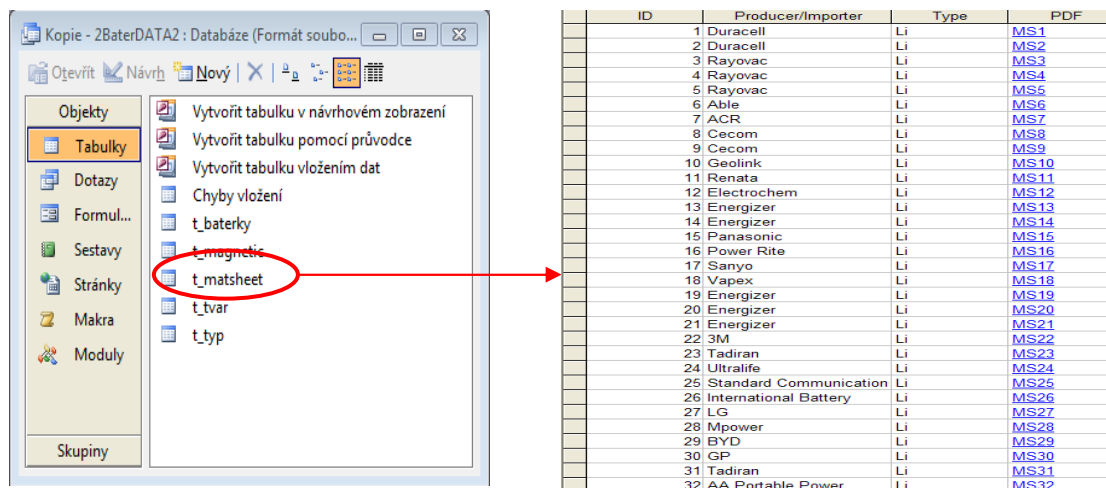 Kopie - 2BaterDATA2 : Databáze (Formát soubo...
Otevřít Návrh Nový
Objekty
Tabulky
Dotazy
Formul...
Sestavy
Stránky
Makra
Moduly
Skupiny
Vytvořit tabulku v návrhovém zobrazení
Vytvořit tabulku pomocí průvodce
Vytvořit tabulku vložením dat
Chyby vložení
t_baterky
t_magnetic
t_matsheet
t_tvar
t_typ
ID Producer/Importer Type PDF
1 Duracell Li MS1
2 Duracell Li MS2
3 Rayovac Li MS3
4 Rayovac Li MS4
5 Rayovac Li MS5
6 Able Li MS6
7 ACR Li MS7
8 Cecom Li MS8
9 Cecom Li MS9
10 Geolink Li MS10
11 Renata Li MS11
12 Electrochem Li MS12
13 Energizer Li MS13
14 Energizer Li MS14
15 Panasonic Li MS15
16 Power Rite Li MS16
17 Sanyo Li MS17
18 Vapex Li MS18
19 Energizer Li MS19
20 Energizer Li MS20
21 Energizer Li MS21
22 3M Li MS22
23 Tadiran Li MS23
24 Ultralife Li MS24
25 Standard Communication Li MS25
26 International Battery Li MS26
27 LG Li MS27
28 Mpower Li MS28
29 BYD Li MS29
30 GP Li MS30
31 Tadiran Li MS31
32 AA Portable Power Li MS32